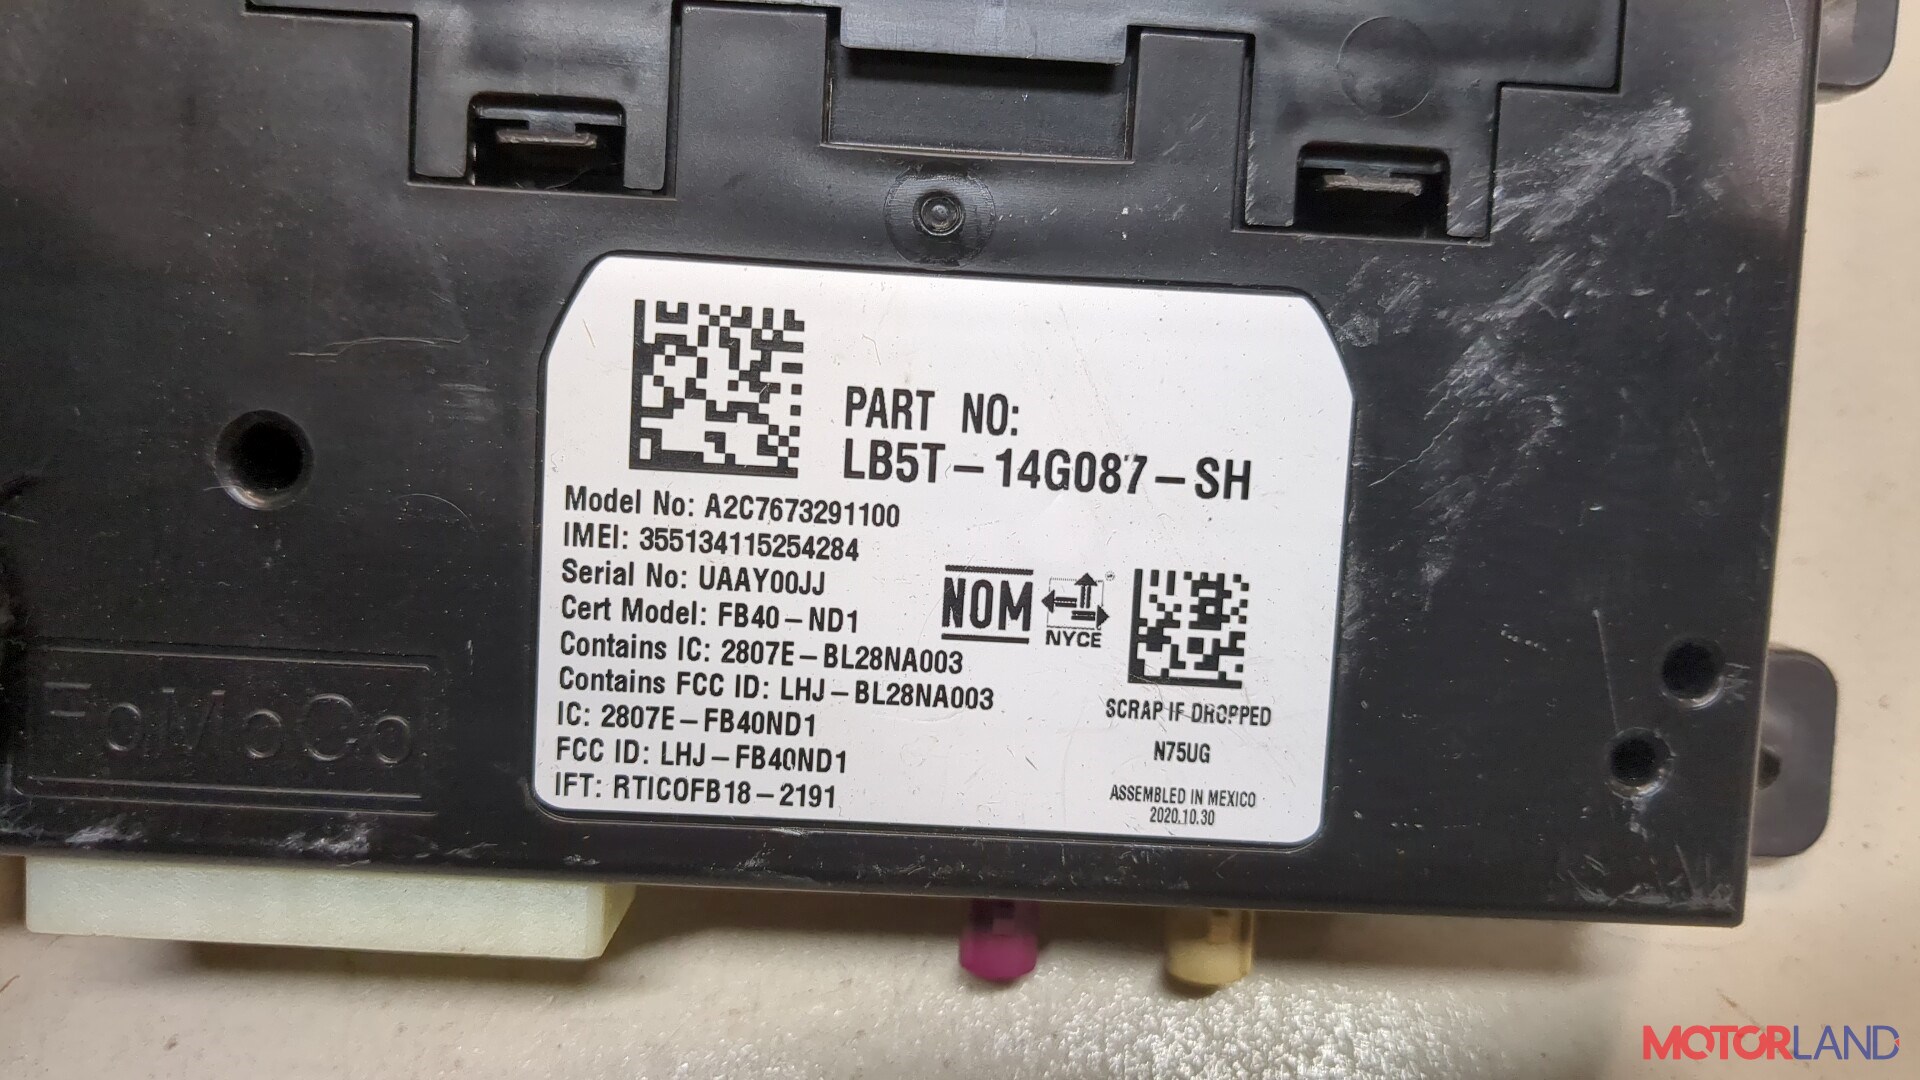 PART NO:
LB5T-14G087-SH
Model No: A2C7673291100
IMEI: 355134115254284
Serial No: UAAY00JJ
Cert Model: FB40-ND1
Contains IC: 2807E-BL28NA003
Contains FCC ID: LHJ-BL28NA003
IC: 2807E-FB40ND1
FCC ID: LHJ-FB40ND1
IFT: RTICOFB18-2191
NOM
NYCE
SCRAP IF DROPPED
N75UG
ASSEMBLED IN MEXICO
2020.10.30
FoMoCo
MOTORLAND